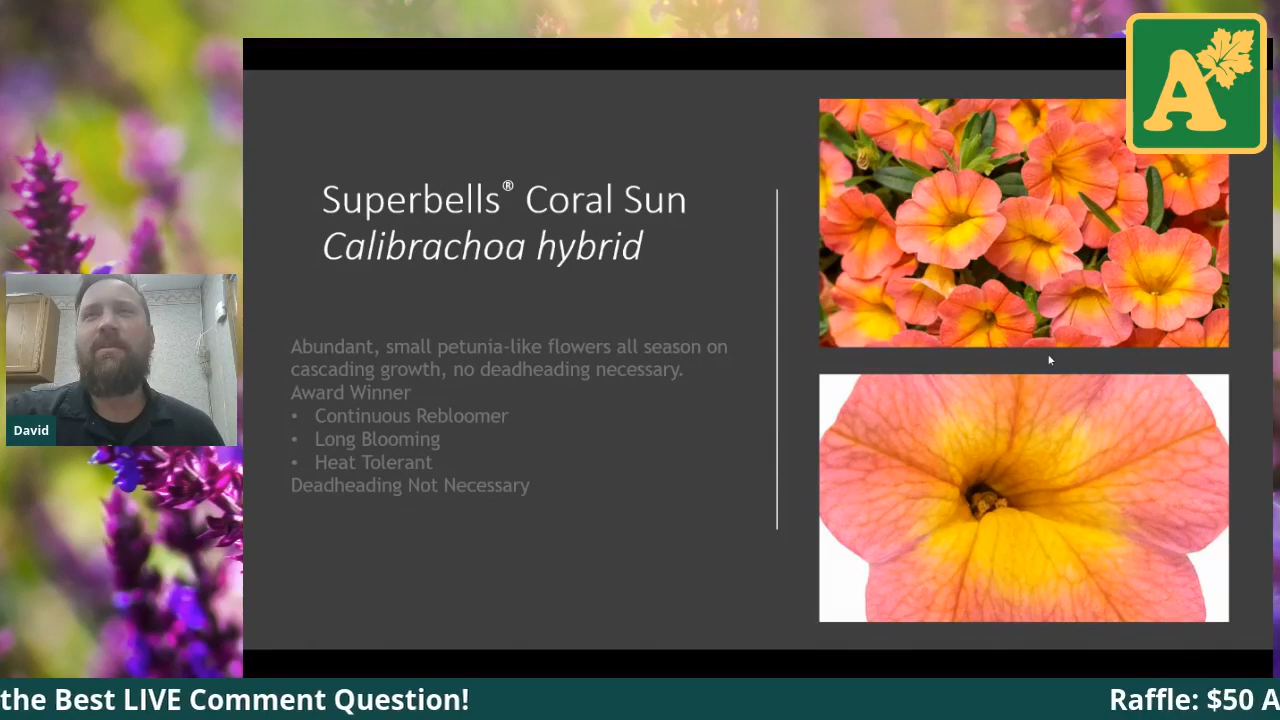 A
Superbells® Coral Sun
Calibrachoa hybrid
Abundant, small petunia-like flowers all season on
cascading growth, no deadheading necessary.
Award Winner
• Continuous Rebloomer
• Long Blooming
• Heat Tolerant
Deadheading Not Necessary
David
the Best LIVE Comment Question!
Raffle: $50 A